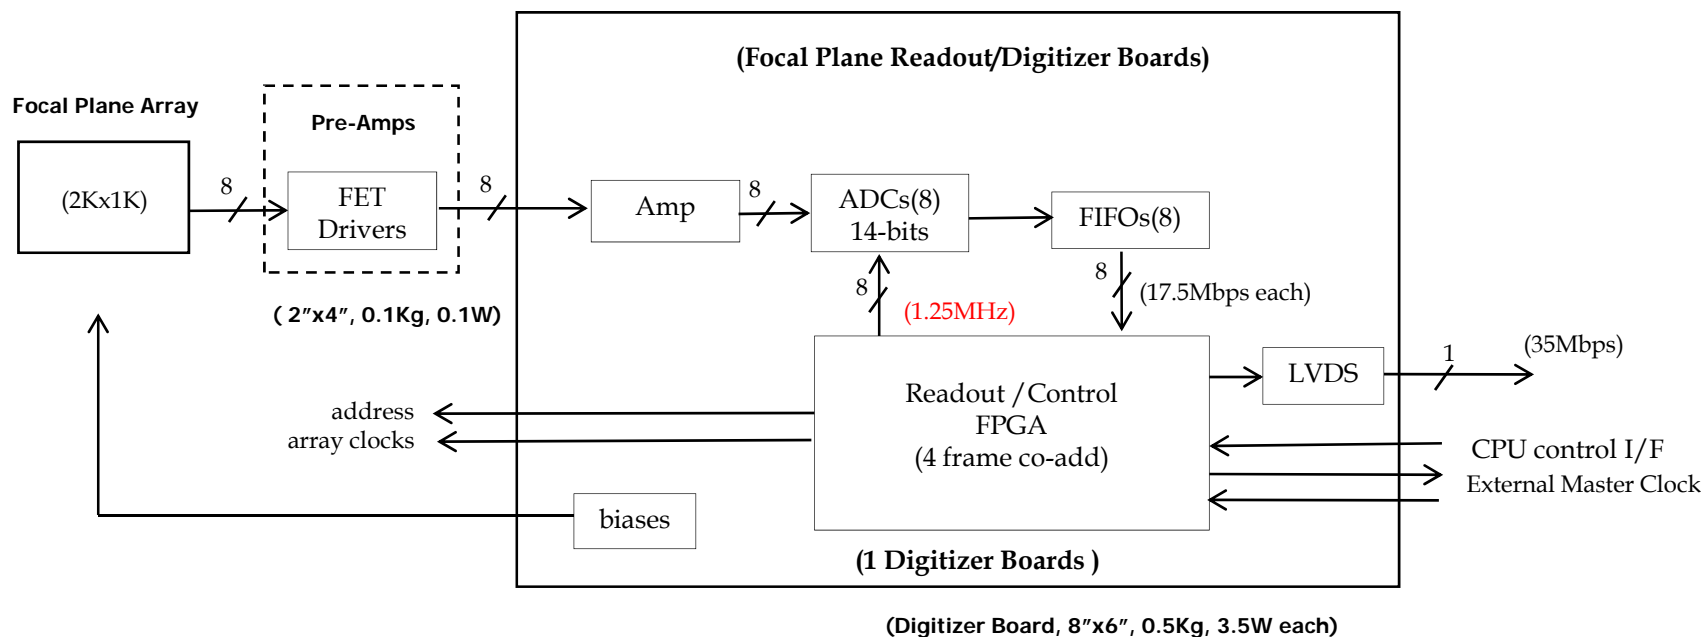 (Focal Plane Readout/Digitizer Boards)
Focal Plane Array
Pre-Amps
(2Kx1K)
8
FET
Drivers
8
Amp
8
ADCs(8)
14-bits
FIFOs(8)
8
(1.25MHz)
8
(17.5Mbps each)
( 2”x4”, 0.1Kg, 0.1W)
Readout /Control
FPGA
(4 frame co-add)
LVDS
1
(35Mbps)
address
array clocks
CPU control I/F
External Master Clock
biases
(1 Digitizer Boards )
(Digitizer Board, 8”x6”, 0.5Kg, 3.5W each)